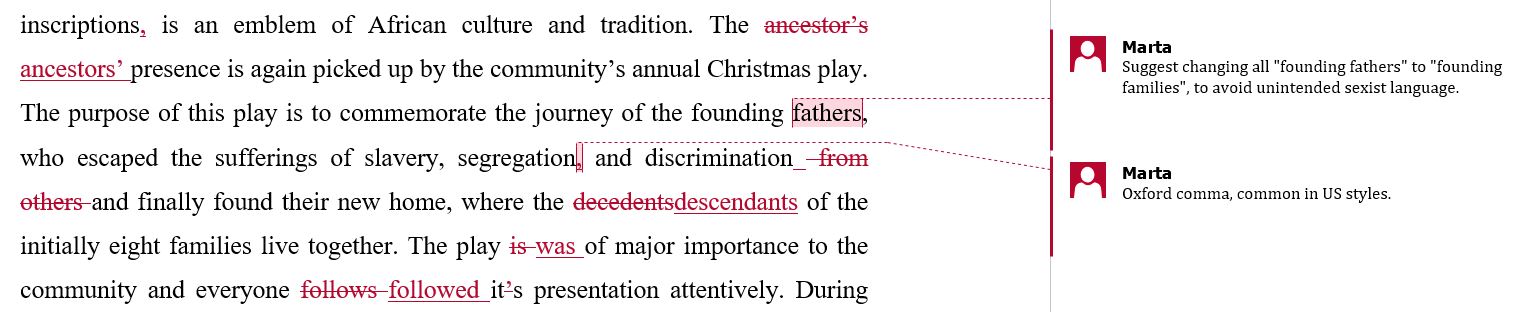 inscriptions, is an emblem of African culture and tradition. The ancestor’s
ancestors’ presence is again picked up by the community’s annual Christmas play.
The purpose of this play is to commemorate the journey of the founding fathers,
who escaped the sufferings of slavery, segregation, and discrimination from
others and finally found their new home, where the decedentsdescendants of the
initially eight families live together. The play is was of major importance to the
community and everyone follows followed it’s presentation attentively. During
Marta
Suggest changing all "founding fathers" to "founding
families", to avoid unintended sexist language.
Marta
Oxford comma, common in US styles.